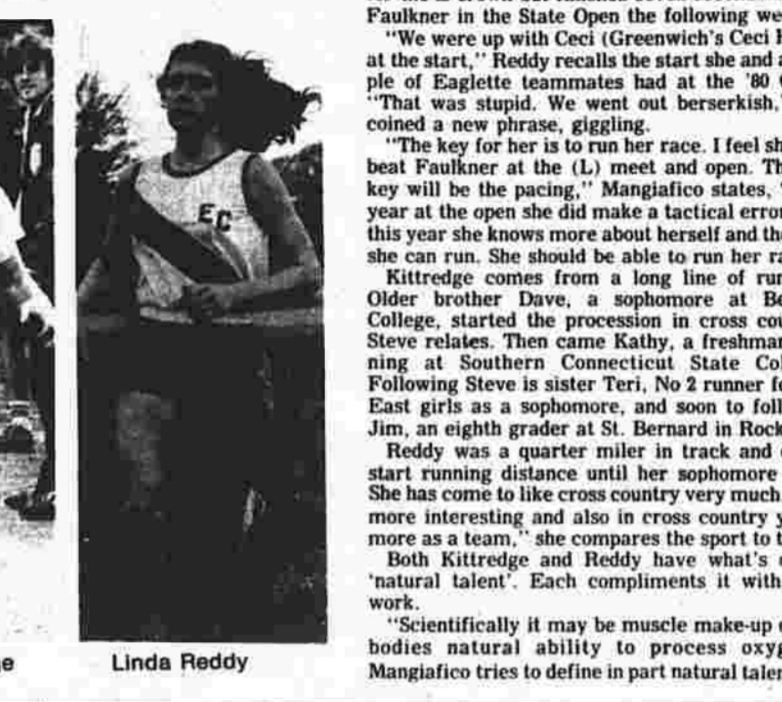 EC
e
Linda Reddy
Faulkner in the State Open the following we
"We were up with Ceci (Greenwich's Ceci H
at the start," Reddy recalls the start she and a
ple of Eaglette teammates had at the '80
"That was stupid. We went out berserkish,"
coined a new phrase, giggling.
"The key for her is to run her race. I feel sh
beat Faulkner at the (L) meet and open. Th
key will be the pacing," Mangiafico states,
year at the open she did make a tactical error
this year she knows more about herself and the
she can run. She should be able to run her ra
Kittredge comes from a long line of run
Older brother Dave, a sophomore at Bo
College, started the procession in cross cou
Steve relates. Then came Kathy, a freshman
ning at Southern Connecticut State Col
Following Steve is sister Teri, No 2 runner fo
East girls as a sophomore, and soon to foll
Jim, an eighth grader at St. Bernard in Rock
Reddy was a quarter miler in track and
start running distance until her sophomore
She has come to like cross country very much
more interesting and also in cross country y
more as a team," she compares the sport to t
Both Kittredge and Reddy have what's c
'natural talent'. Each compliments it with
work.
"Scientifically it may be muscle make-up
bodies natural ability to process oxyg
Mangiafico tries to define in part natural talen